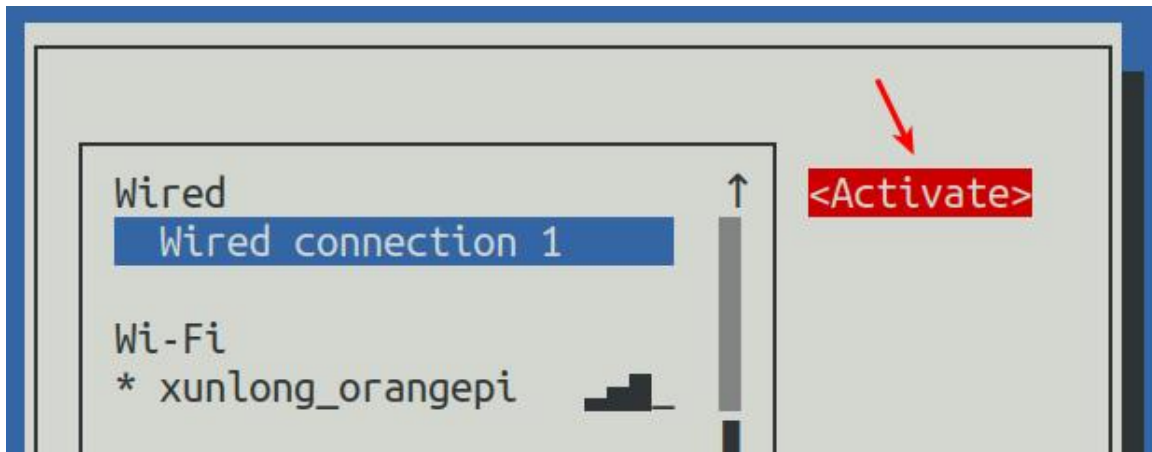 Wired
<Activate>
Wired connection 1
Wi-Fi
* xunlong_orangepi